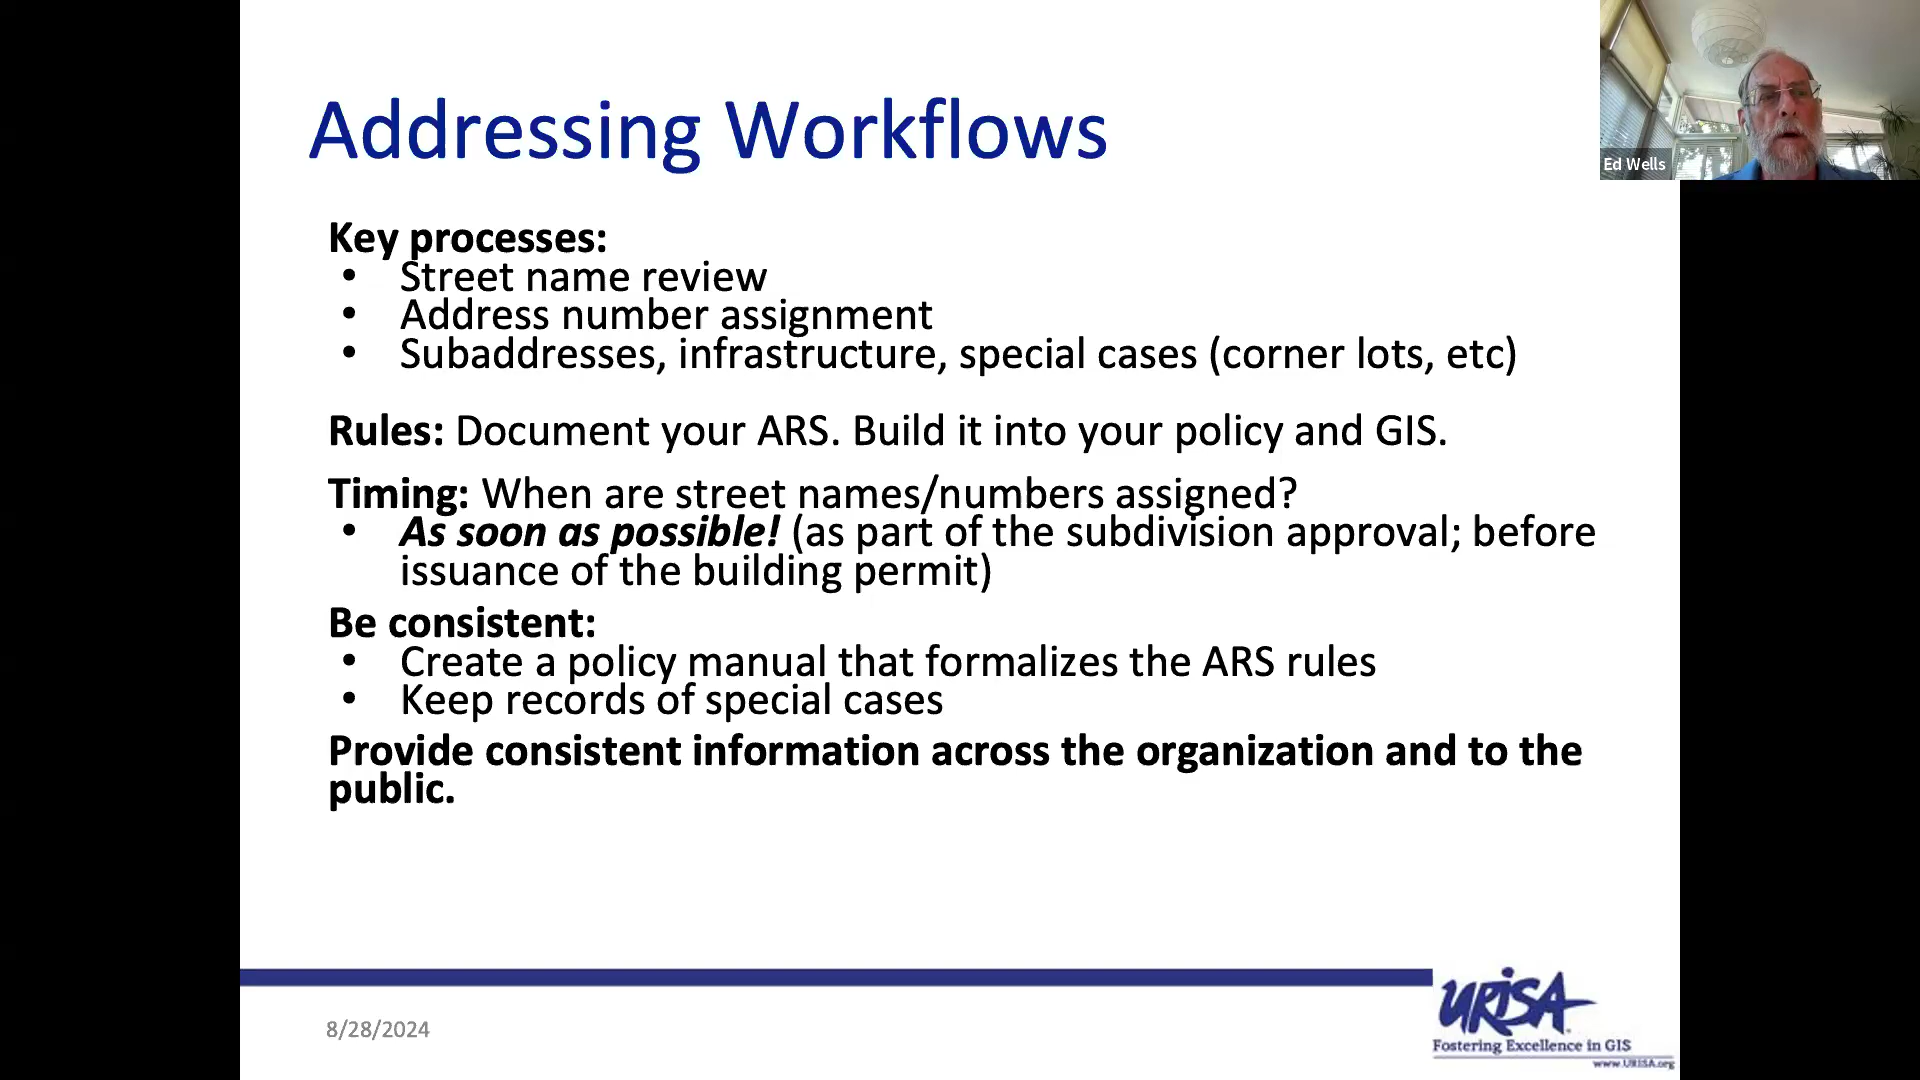 Addressing Workflows
Ed Wells
Key processes:
• Street name review
• Address number assignment
• Subaddresses, infrastructure, special cases (corner lots, etc)
Rules: Document your ARS. Build it into your policy and GIS.
Timing: When are street names/numbers assigned?
• As soon as possible! (as part of the subdivision approval; before
issuance of the building permit)
Be consistent:
• Create a policy manual that formalizes the ARS rules
• Keep records of special cases
Provide consistent information across the organization and to the
public.
8/28/2024
URISA
Fostering Excellence in GIS
www.URISA.org